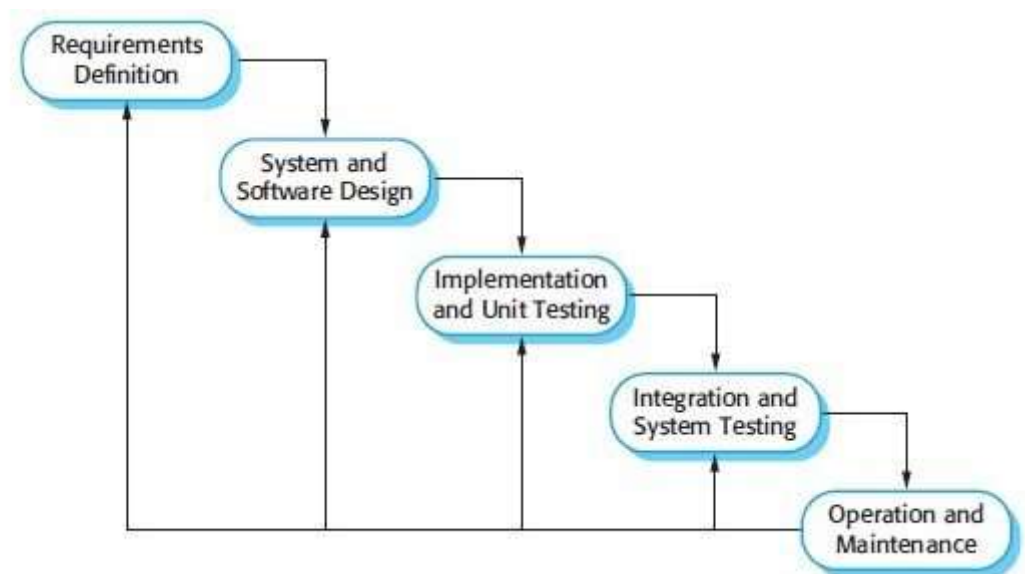 Requirements
Definition
System and
Software Design
Implementation
and Unit Testing
Integration and
System Testing
Operation and
Maintenance